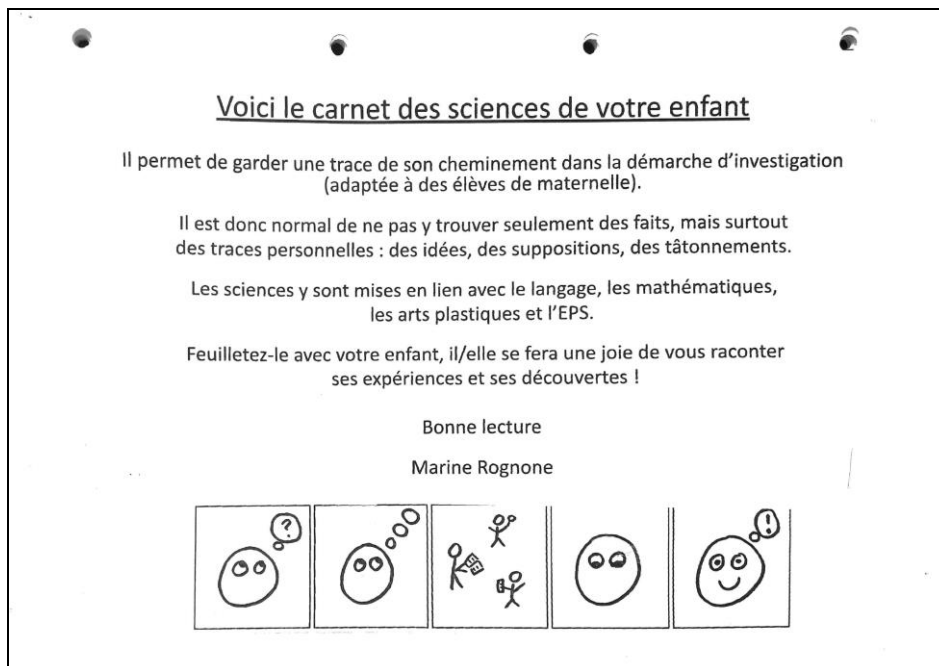 Voici le carnet des sciences de votre enfant
Il permet de garder une trace de son cheminement dans la démarche d'investigation
(adaptée à des élèves de maternelle).
Il est donc normal de ne pas y trouver seulement des faits, mais surtout
des traces personnelles : des idées, des suppositions, des tâtonnements.
Les sciences y sont mises en lien avec le langage, les mathématiques,
les arts plastiques et l'EPS.
Feuilletez-le avec votre enfant, il/elle se fera une joie de vous raconter
ses expériences et ses découvertes !
Bonne lecture
Marine Rognone
? !